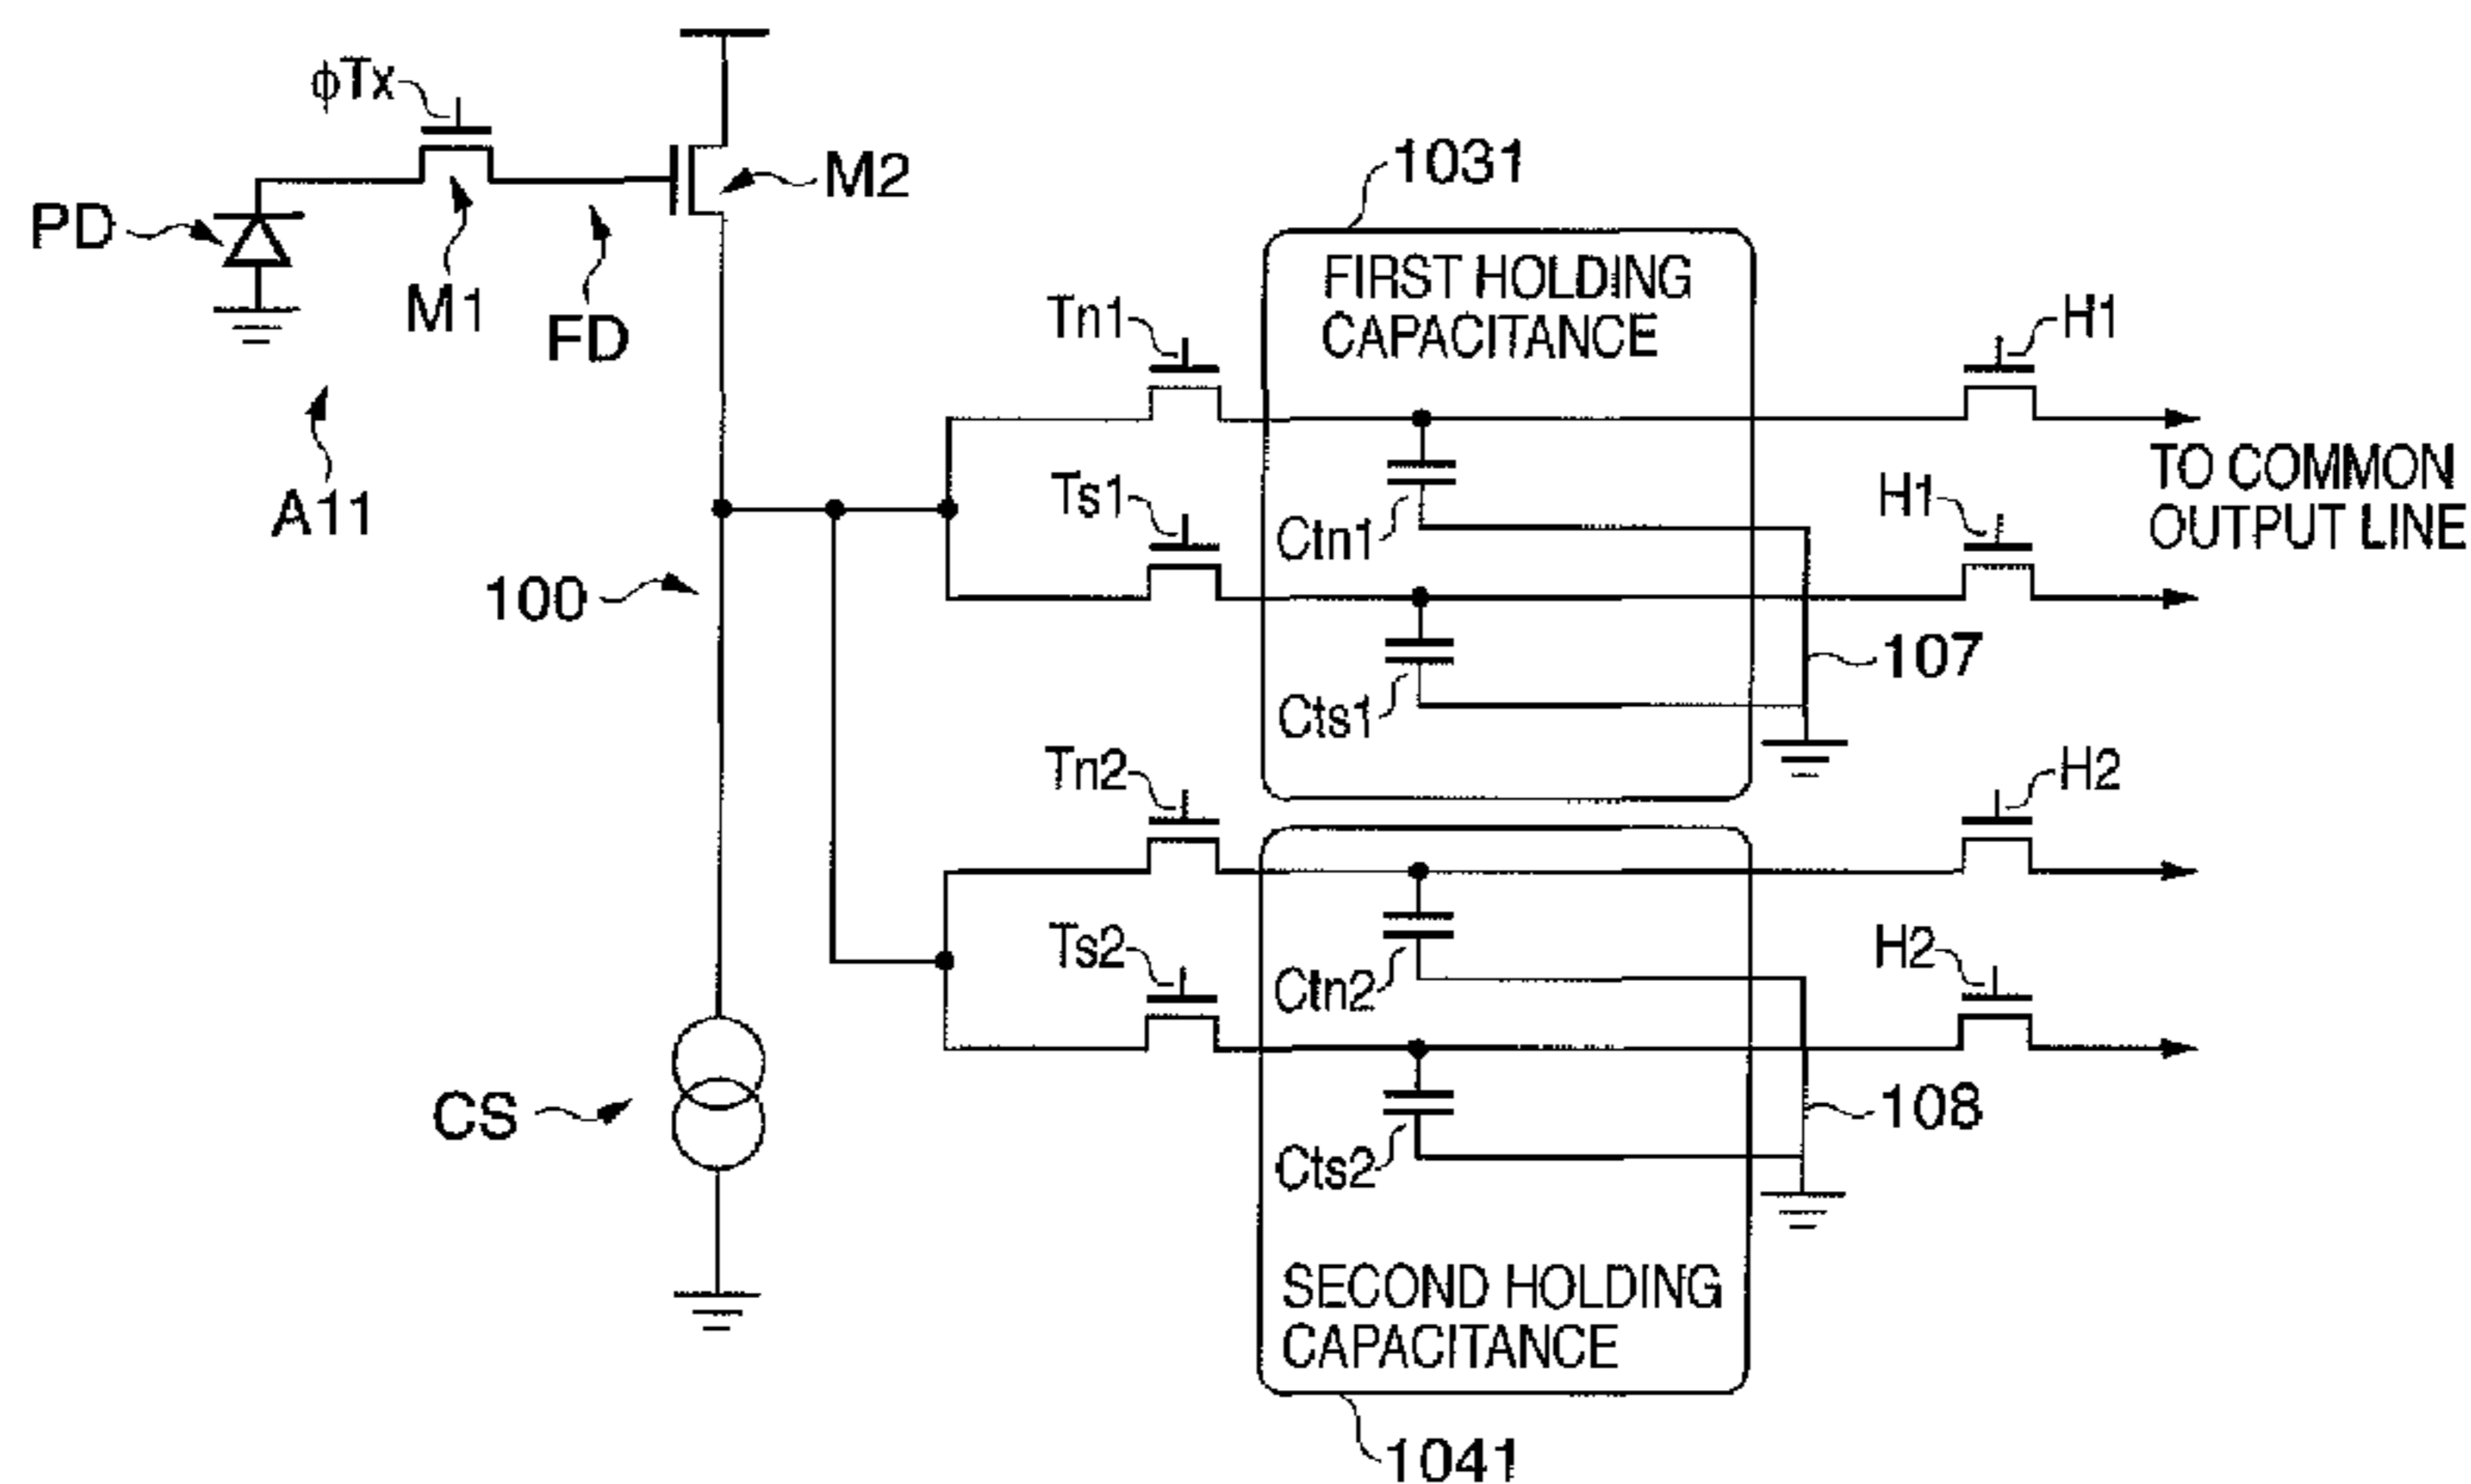 φTx
M2
PD
M1
FD
A11
100
CS
1031
FIRST HOLDING
CAPACITANCE
Tn1
H1
Ts1
Ctn1
H1
TO COMMON
OUTPUT LINE
Cts1
107
Tn2
H2
Ts2
Ctn2
H2
Cts2
108
SECOND HOLDING
CAPACITANCE
1041